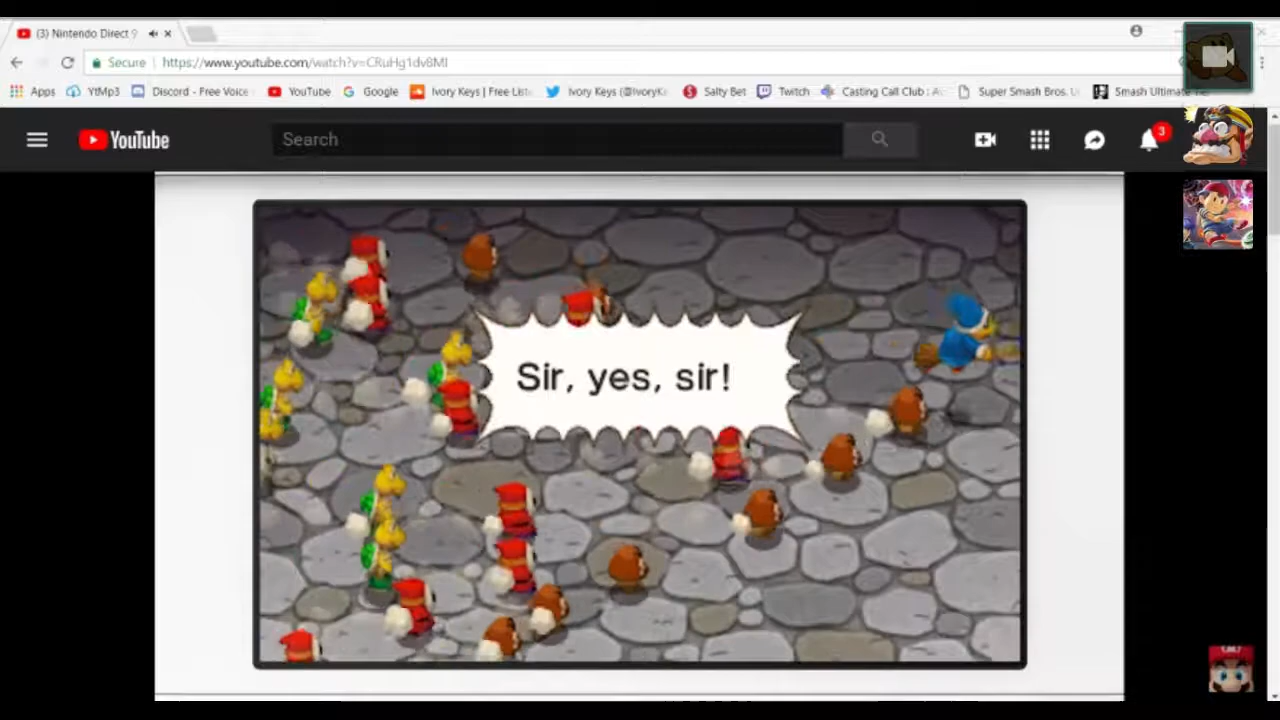 (3) Nintendo Direct 9
Secure
https://www.youtube.com/watch?v=CRuHg1dv8MI
Apps
YtMp3
Discord - Free Voice
YouTube
Google
Ivory Keys | Free List
Ivory Keys (@IvoryK
Salty Bet
Twitch
Casting Call Club : A
Super Smash Bros. U
Smash Ultimate
YouTube
Search
3
Sir, yes, sir!